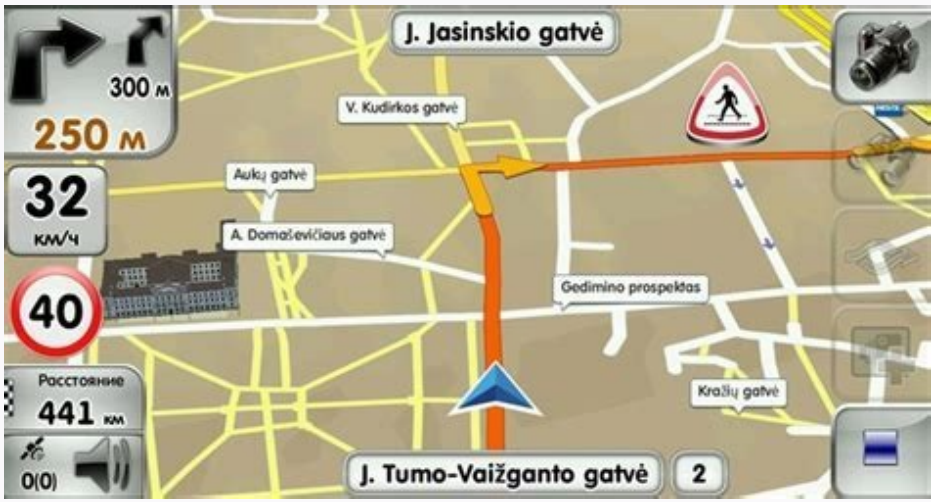 J. Jasinskio gatvė
300 м
250 м
V. Kudirkos gatvė
Aukų gatvė
32
км/ч
A. Domaševičiaus gatvė
Gedimino prospektas
40
Расстояние
441 км
Kražių gatvė
0(0)
J. Tumo-Vaižganto gatvė
2